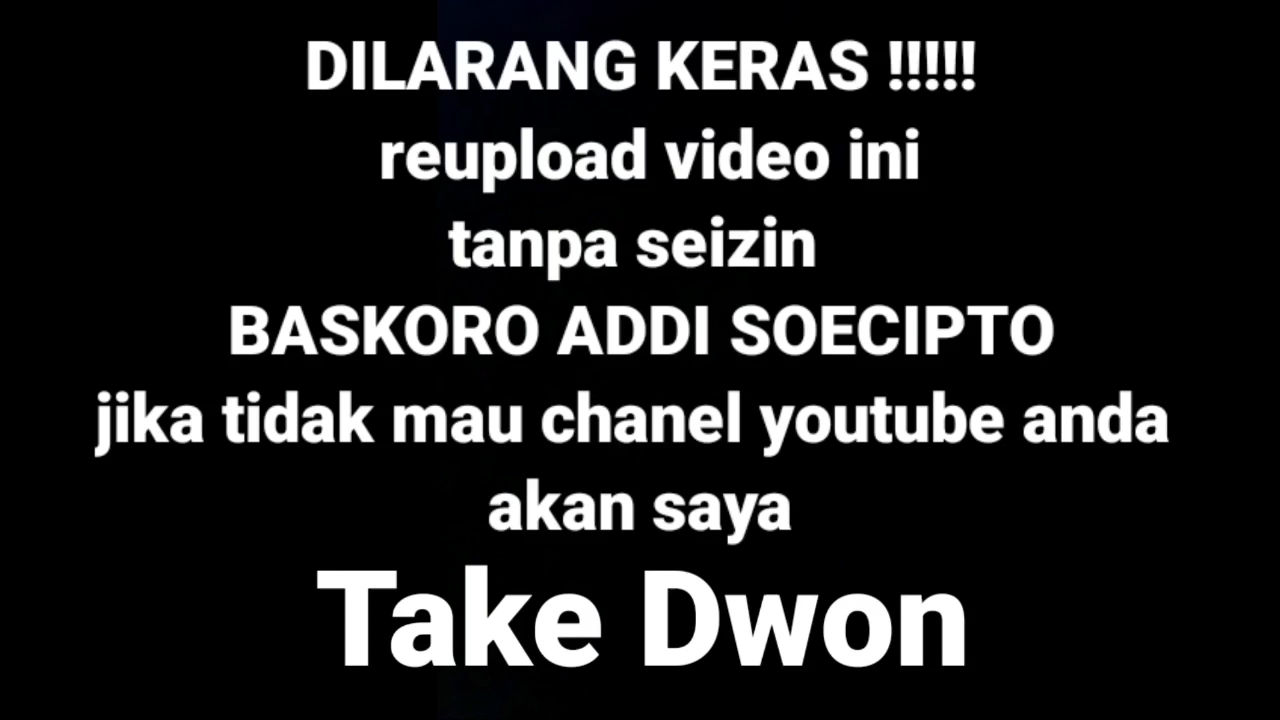 DILARANG KERAS !!!!!
reupload video ini
tanpa seizin
BASKORO ADDI SOECIPTO
jika tidak mau chanel youtube anda
akan saya
Take Dwon